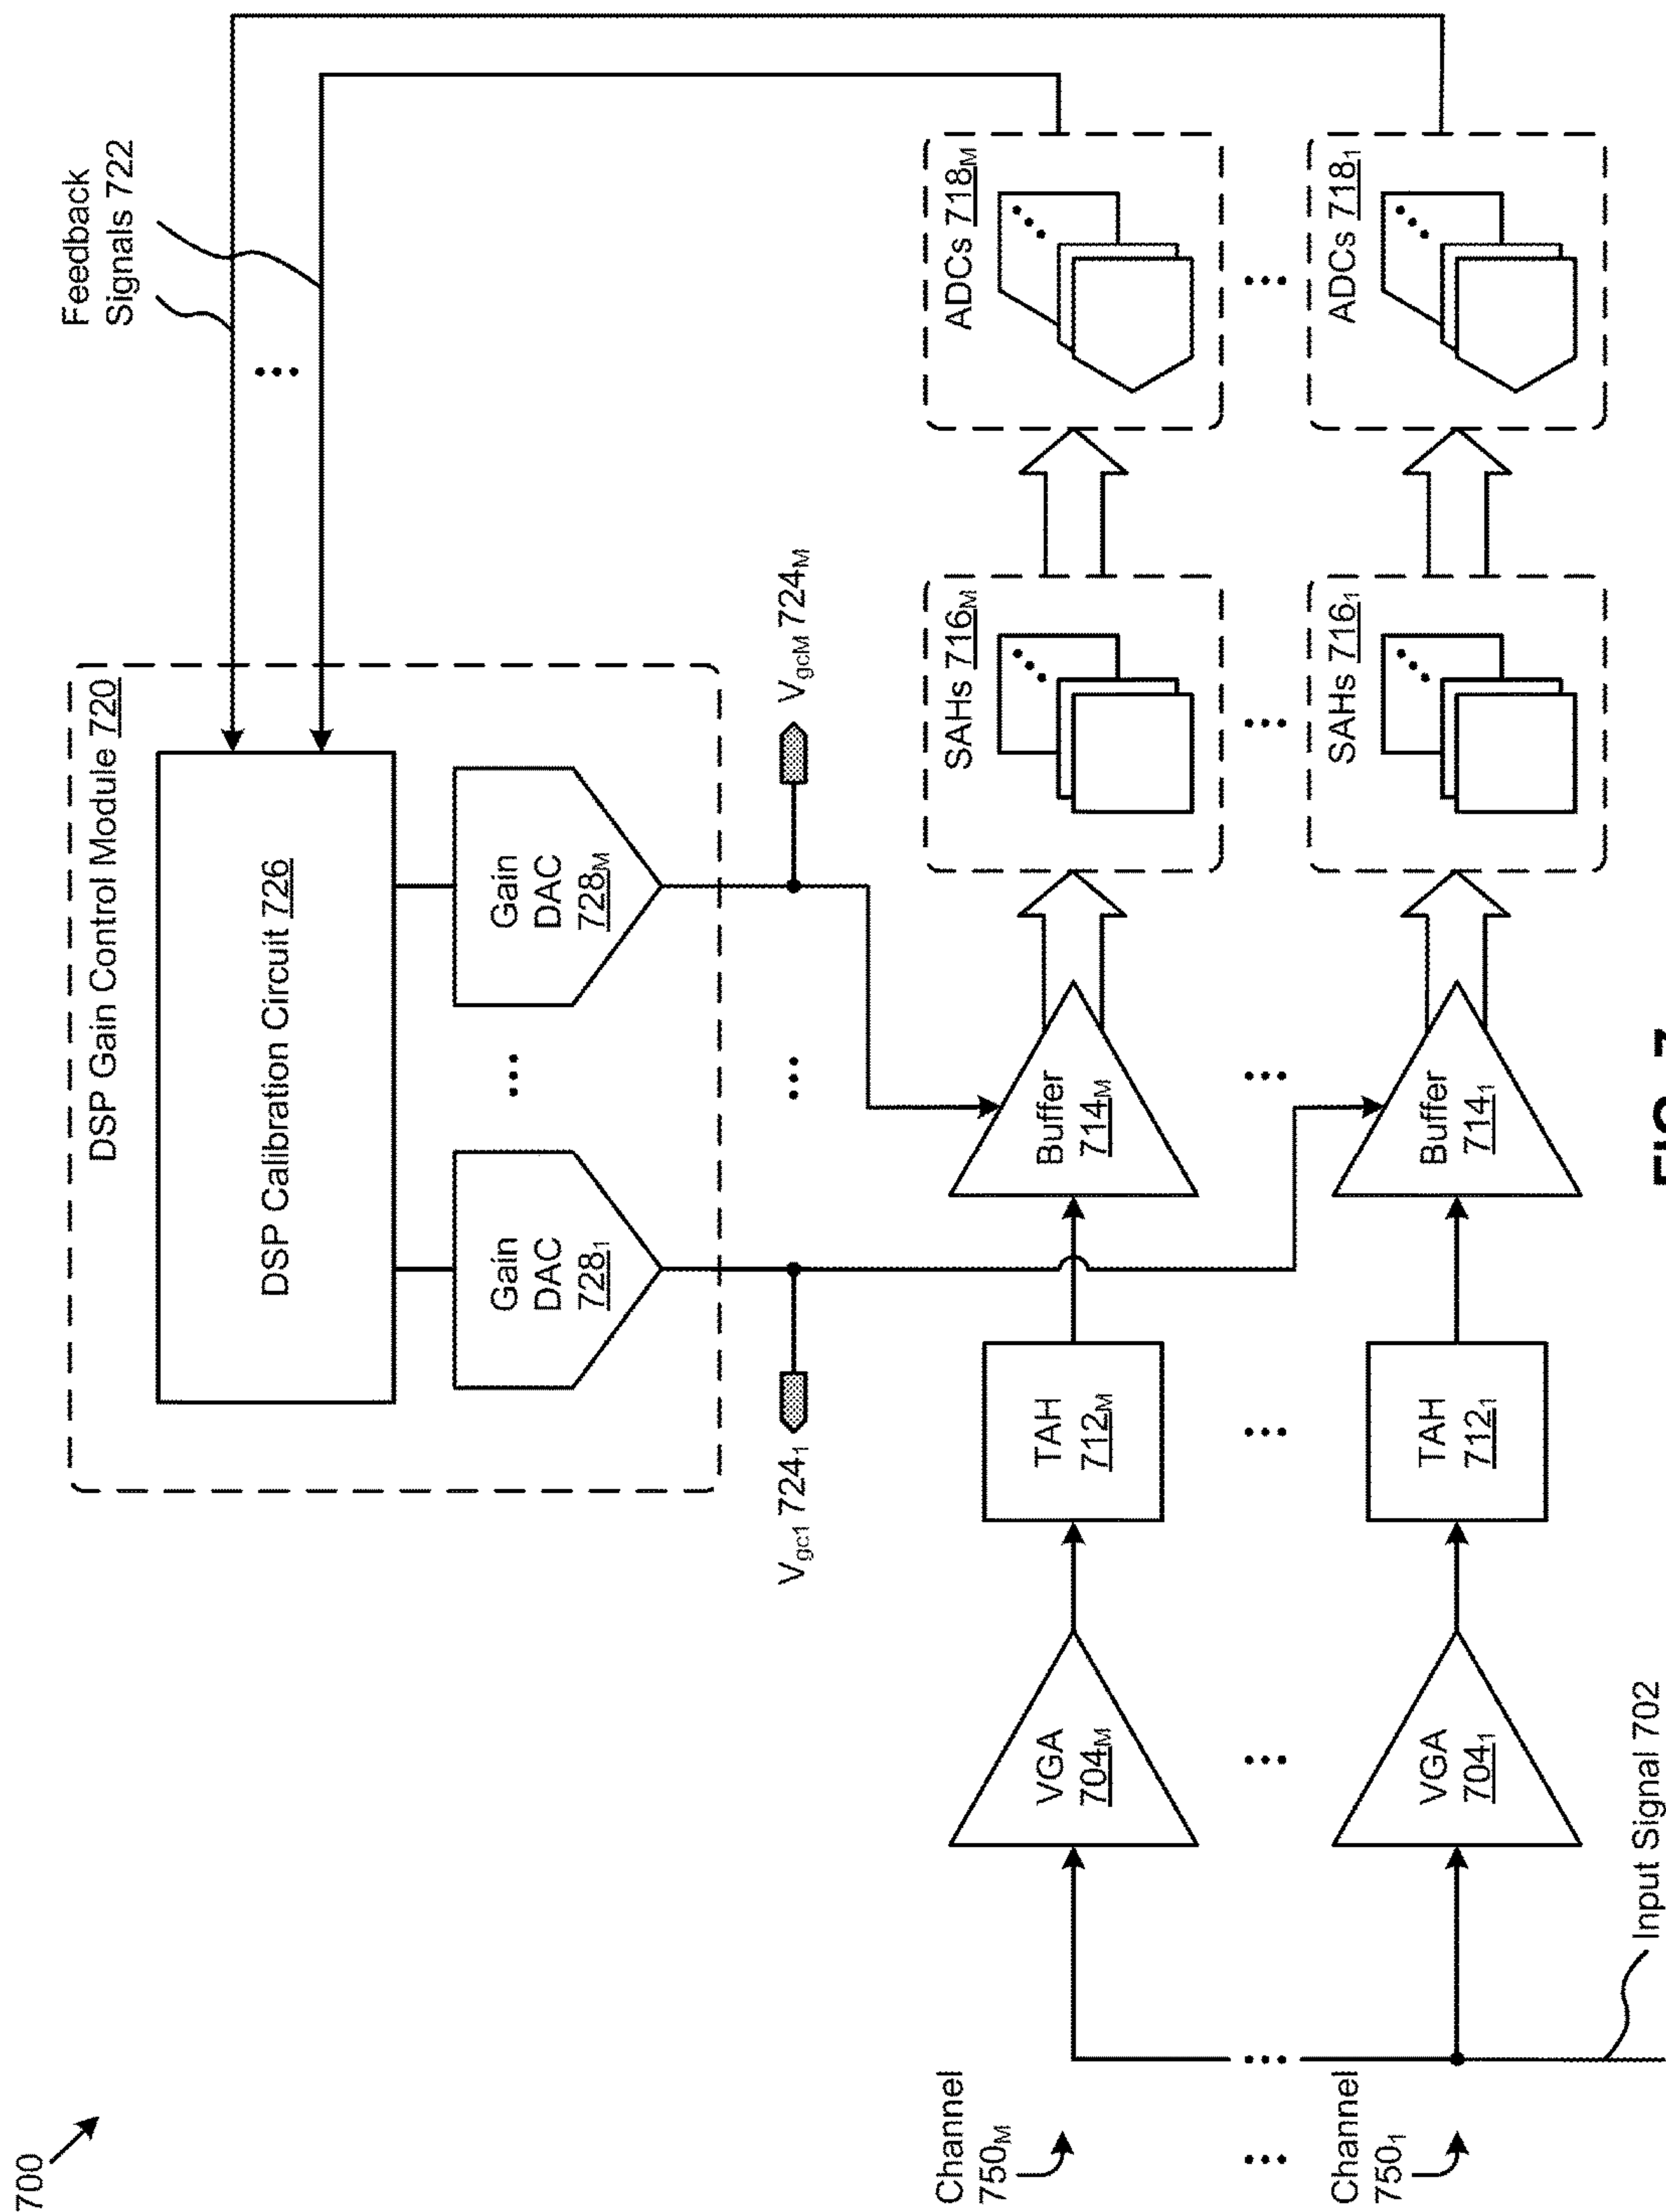 700
DSP Gain Control Module 720
DSP Calibration Circuit 726
Feedback
Signals 722
Gain
DAC
728₁
...
Gain
DAC
728M
...
V_gc1 724₁
...
V_gcM 724M
Channel
750M
VGA
704M
TAH
712M
Buffer
714M
SAHs 716M
ADCs 718M
...
...
...
...
...
...
...
Channel
750₁
VGA
704₁
TAH
712₁
Buffer
714₁
SAHs 716₁
ADCs 718₁
Input Signal 702